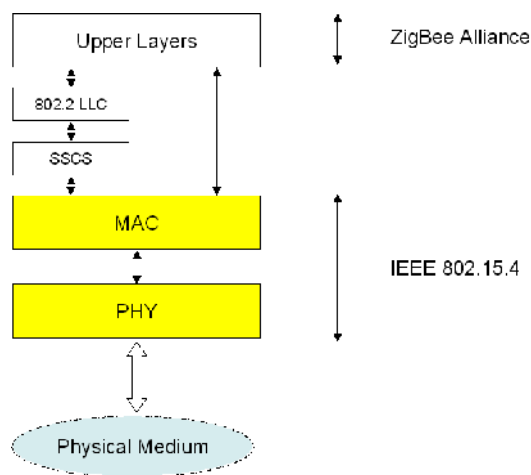 Upper Layers
ZigBee Alliance
802.2 LLC
SSCS
MAC
IEEE 802.15.4
PHY
Physical Medium